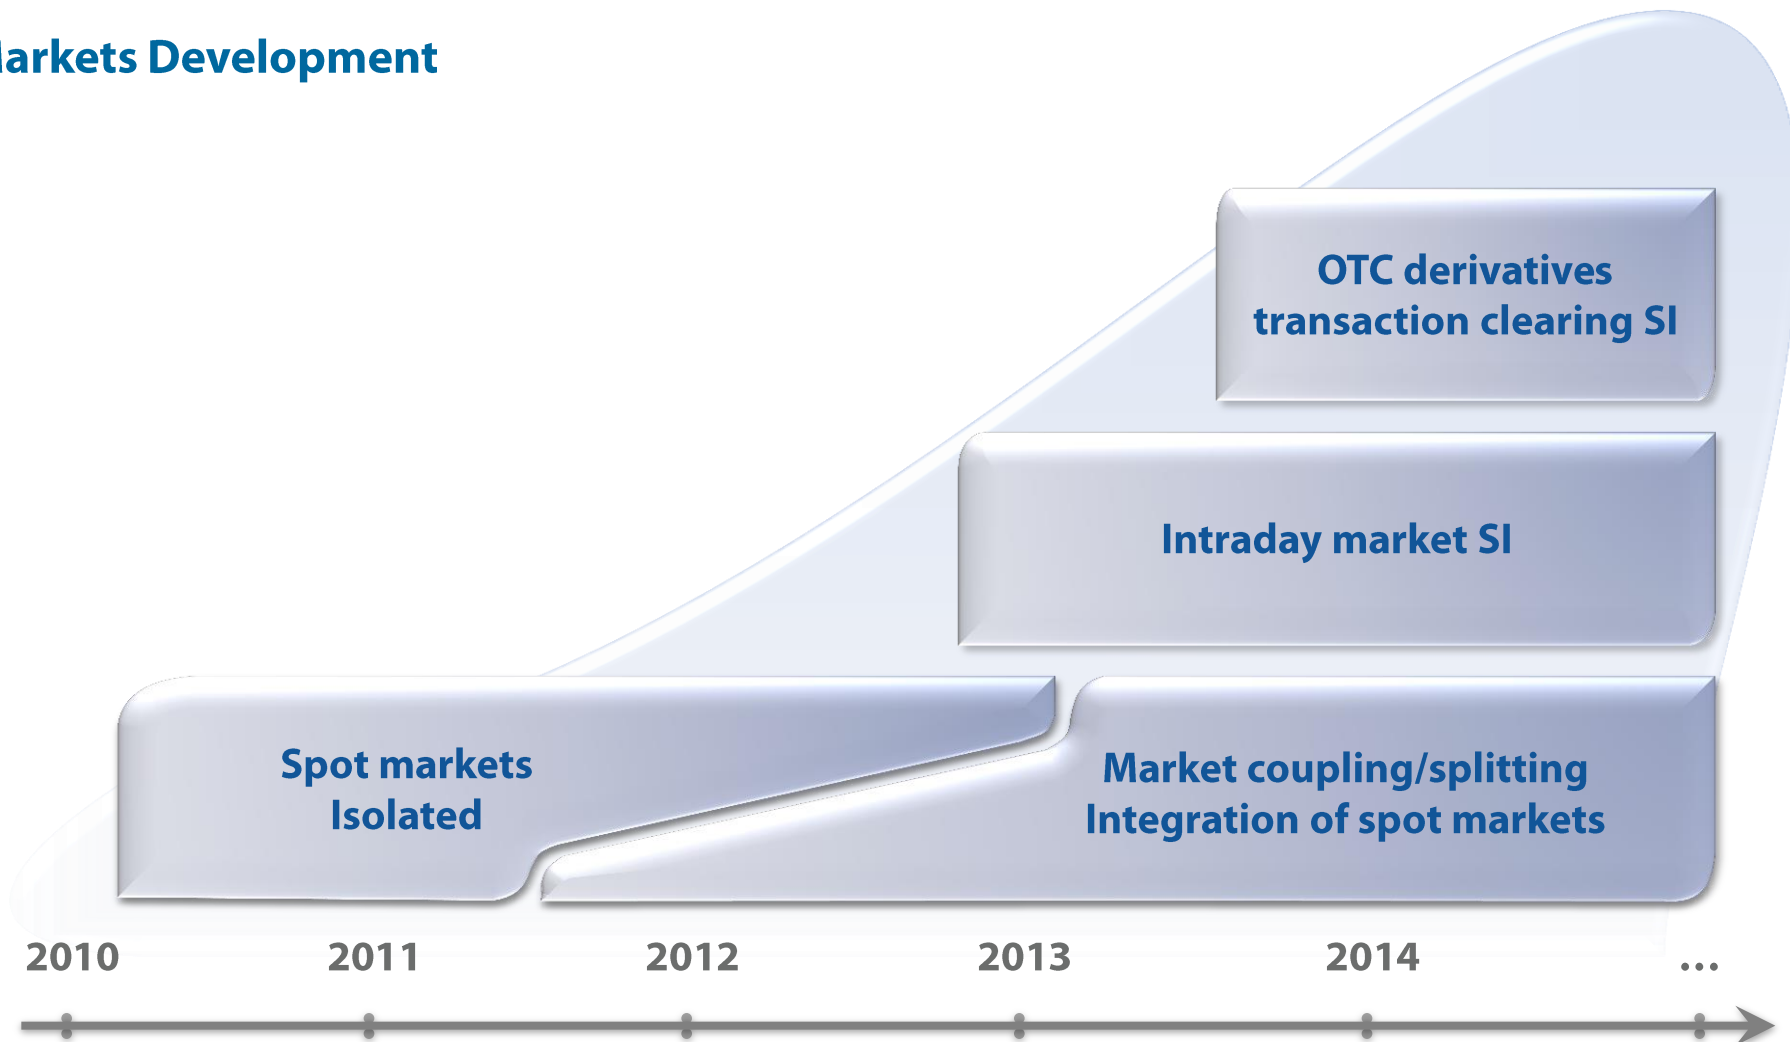 Markets Development
OTC derivatives
transaction clearing SI
Intraday market SI
Spot markets
Isolated
Market coupling/splitting
Integration of spot markets
2010 2011 2012 2013 2014 ...